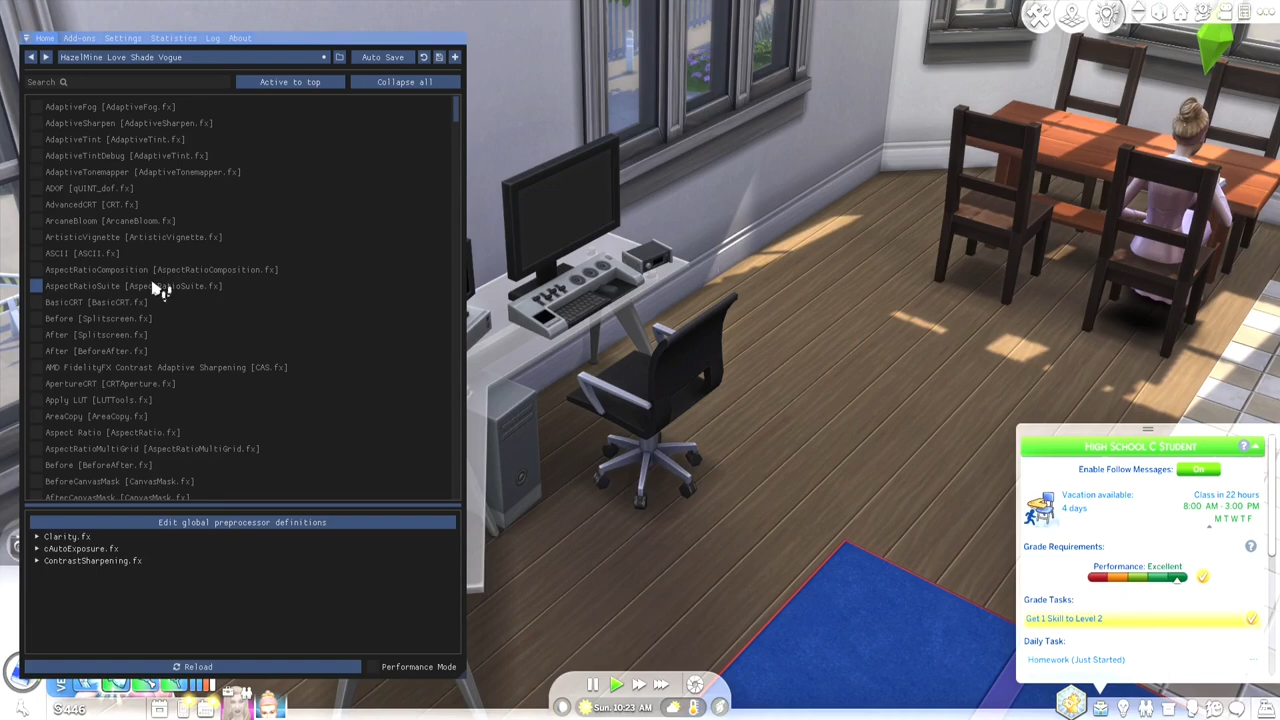 Home Add-ons Settings Statistics Log About
HazelMine Love Shade Vogue Auto Save
Search Active to top Collapse all
AdaptiveFog [AdaptiveFog.fx]
AdaptiveSharpen [AdaptiveSharpen.fx]
AdaptiveTint [AdaptiveTint.fx]
AdaptiveTintDebug [AdaptiveTint.fx]
AdaptiveTonemapper [AdaptiveTonemapper.fx]
ADOF [qUINT_dof.fx]
AdvancedCRT [CRT.fx]
ArcaneBloom [ArcaneBloom.fx]
ArtisticVignette [ArtisticVignette.fx]
ASCII [ASCII.fx]
AspectRatioComposition [AspectRatioComposition.fx]
AspectRatioSuite
BasicCRT [BasicCRT.fx]
Before [Splitscreen.fx]
After [Splitscreen.fx]
After [BeforeAfter.fx]
AMD FidelityFX Contrast Adaptive Sharpening [CAS.fx]
ApertureCRT [CRTAperture.fx]
Apply LUT [LUTTools.fx]
AreaCopy [AreaCopy.fx]
Aspect Ratio [AspectRatio.fx]
AspectRatioMultiGrid [AspectRatioMultiGrid.fx]
Before [BeforeAfter.fx]
BeforeCanvasMask [CanvasMask.fx]
AfterCanvasMask [CanvasMask.fx]
Edit global preprocessor definitions
Clarity.fx
cAutoExposure.fx
ContrastSharpening.fx
Reload Performance Mode
High School C Student
Enable Follow Messages: On
Vacation available:
4 days
Class in 22 hours
8:00 AM - 3:00 PM
M T W T F
Grade Requirements:
Performance: Excellent
Grade Tasks:
Get 1 Skill to Level 2
Daily Task:
Homework (Just Started)
Sun. 10:23 AM